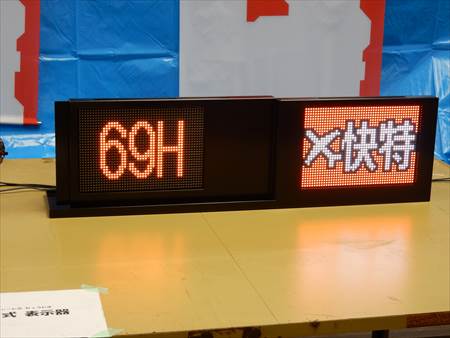 69H
✈快特
式 表示器